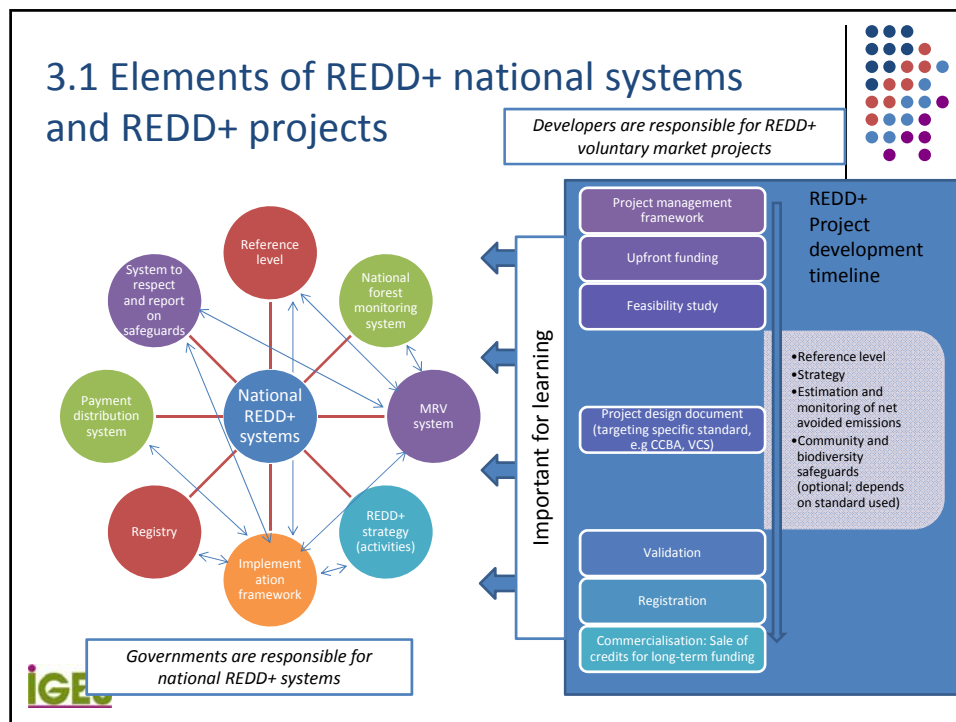 3.1 Elements of REDD+ national systems
and REDD+ projects
Developers are responsible for REDD+
voluntary market projects
Reference
level
System to
respect
and report
on
safeguards
National
forest
monitoring
system
Payment
distribution
system
National
REDD+
systems
MRV
system
Registry
Implement
ation
framework
REDD+
strategy
(activities)
Governments are responsible for
national REDD+ systems
Important for learning
Project management
framework
Upfront funding
Feasibility study
Project design document
(targeting specific standard,
e.g CCBA, VCS)
Validation
Registration
Commercialisation: Sale of
credits for long-term funding
REDD+
Project
development
timeline
•Reference level
•Strategy
•Estimation and
monitoring of net
avoided emissions
•Community and
biodiversity
safeguards
(optional; depends
on standard used)
iGES